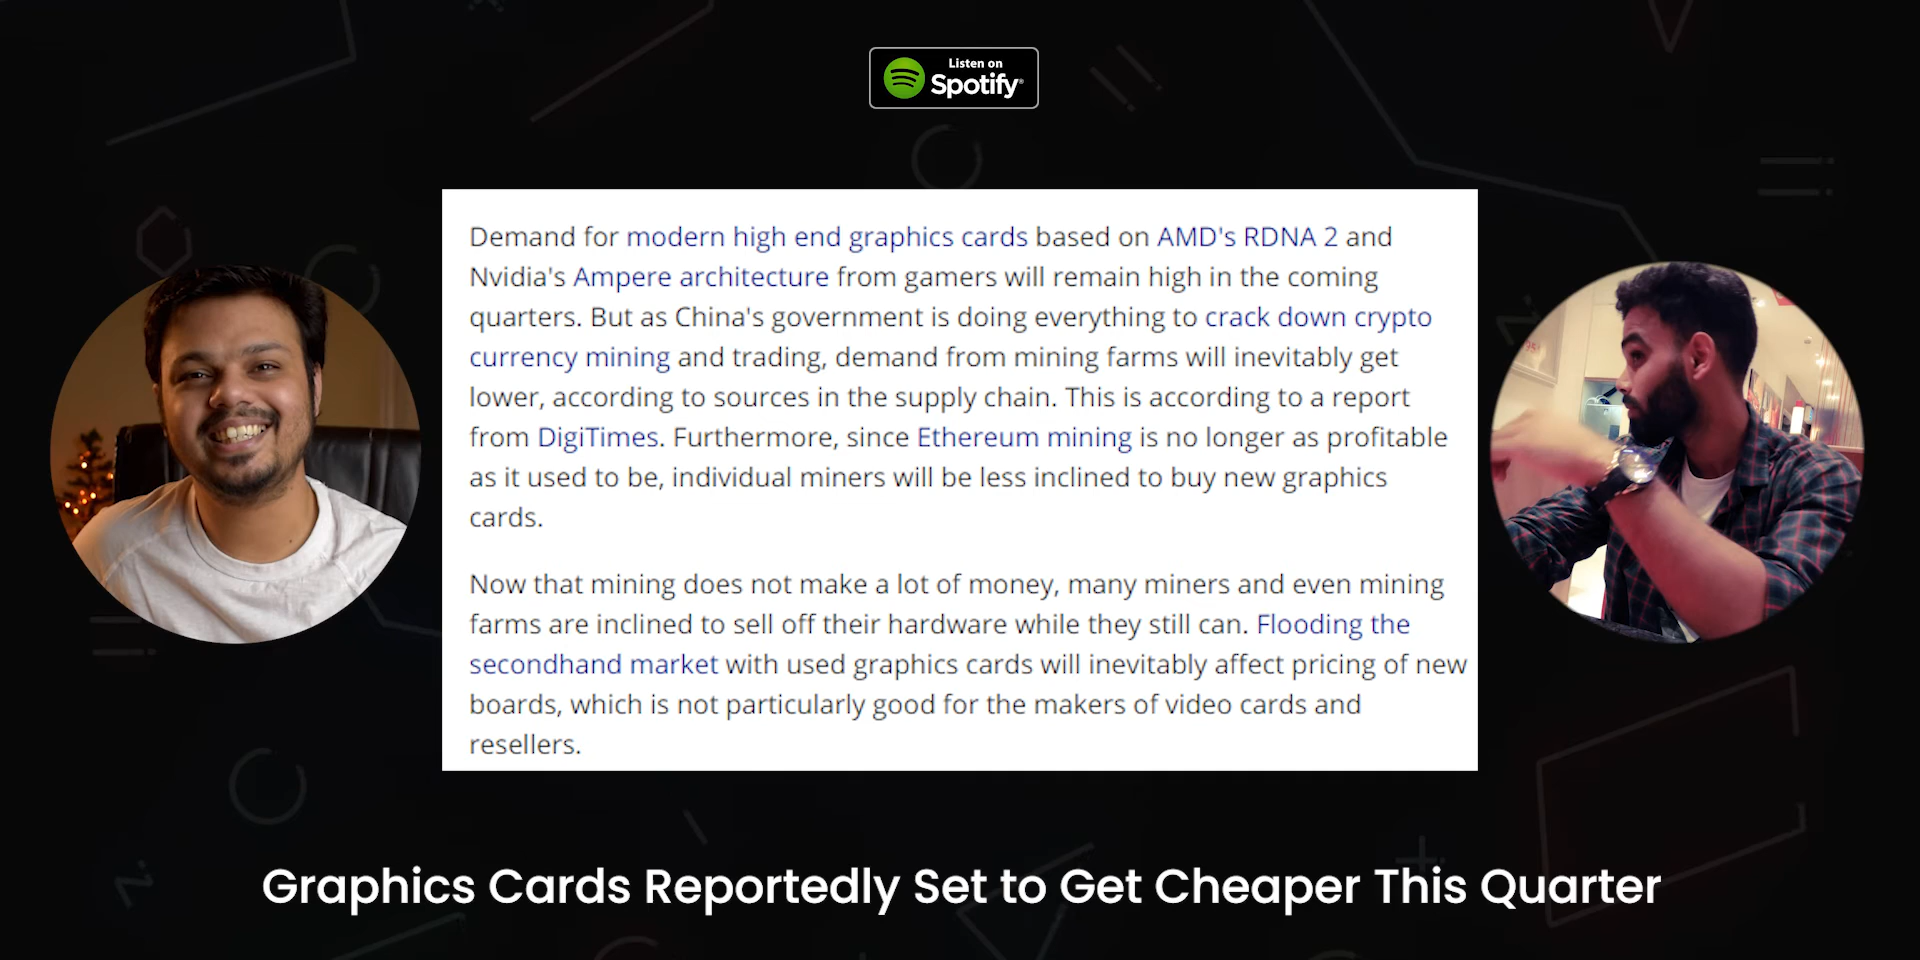 Listen on
Spotify
Demand for modern high end graphics cards based on AMD's RDNA 2 and
Nvidia's Ampere architecture from gamers will remain high in the coming
quarters. But as China's government is doing everything to crack down crypto
currency mining and trading, demand from mining farms will inevitably get
lower, according to sources in the supply chain. This is according to a report
from DigiTimes. Furthermore, since Ethereum mining is no longer as profitable
as it used to be, individual miners will be less inclined to buy new graphics
cards.
Now that mining does not make a lot of money, many miners and even mining
farms are inclined to sell off their hardware while they still can. Flooding the
secondhand market with used graphics cards will inevitably affect pricing of new
boards, which is not particularly good for the makers of video cards and
resellers.
Graphics Cards Reportedly Set to Get Cheaper This Quarter